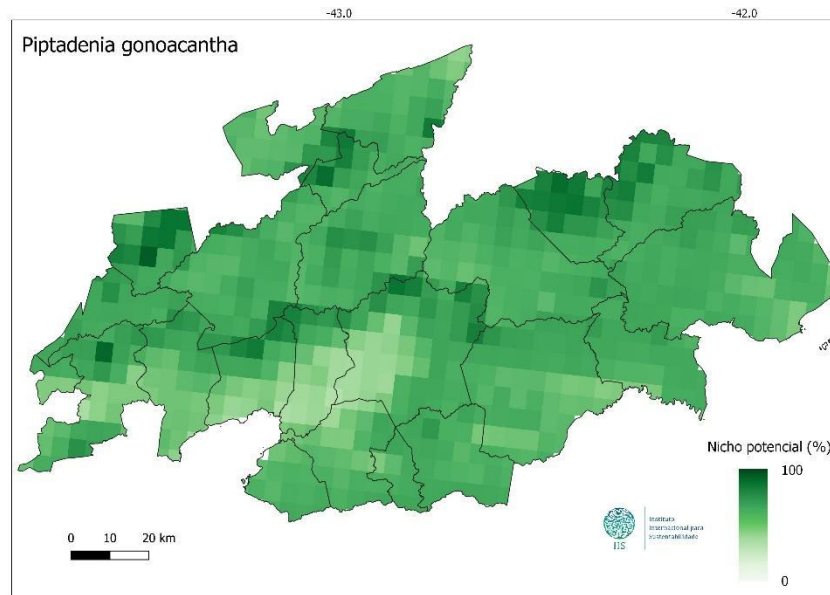 -43.0
-42.0
Piptadenia gonoacantha
Nicho potencial (%)
100
0
0 10 20 km
IIS
Instituto
Internacional para
Sustentabilidade